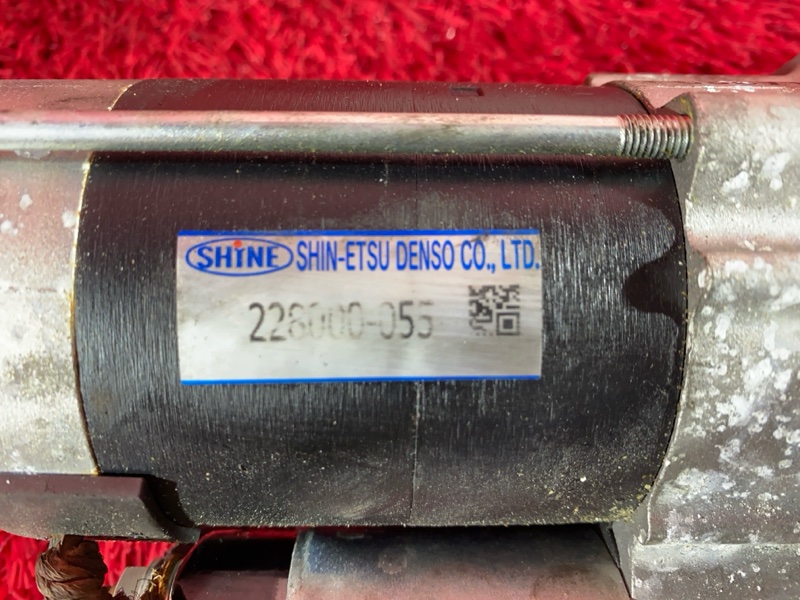 SHiNE SHIN-ETSU DENSO CO., LTD.
228000-055